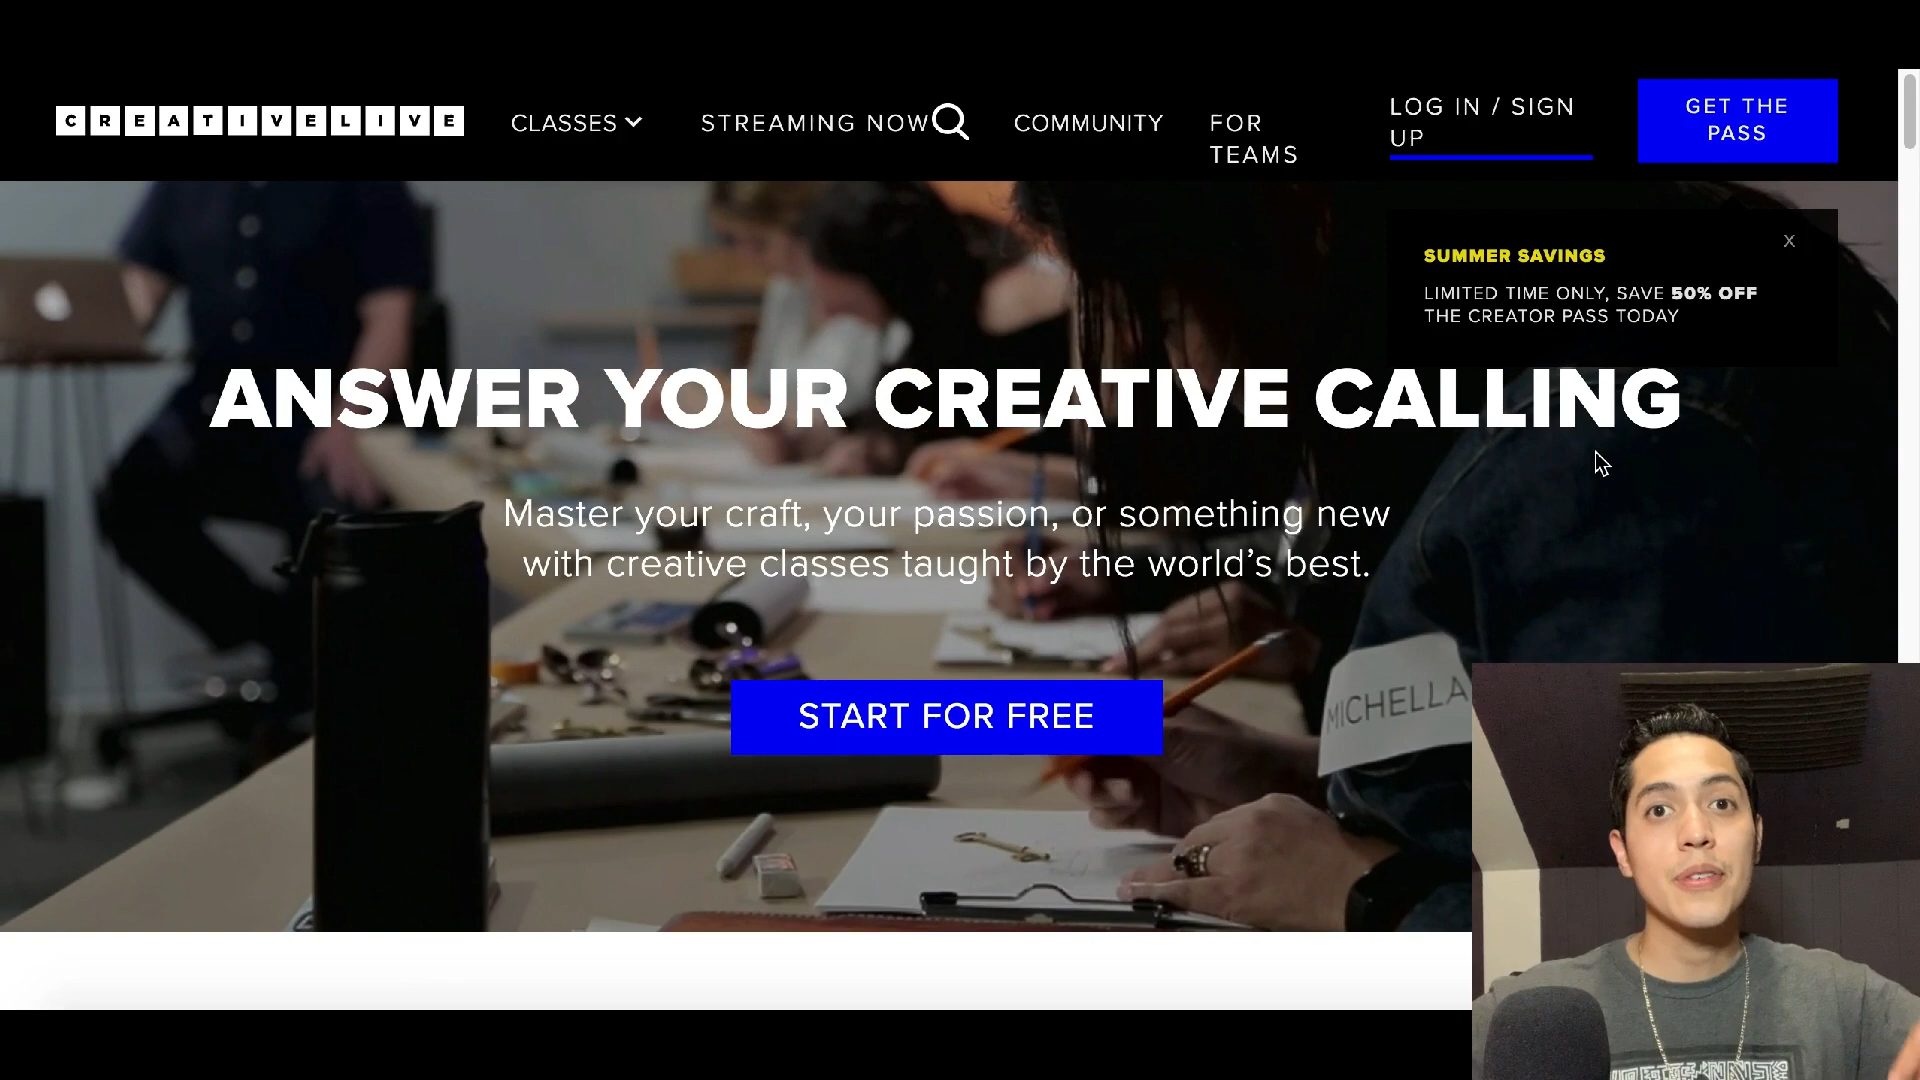 CREATIVELIVE
CLASSES
STREAMING NOW
COMMUNITY
FOR
TEAMS
LOG IN / SIGN
UP
GET THE
PASS
X
SUMMER SAVINGS
LIMITED TIME ONLY, SAVE 50% OFF
THE CREATOR PASS TODAY
ANSWER YOUR CREATIVE CALLING
Master your craft, your passion, or something new
with creative classes taught by the world’s best.
START FOR FREE
MICHELLA